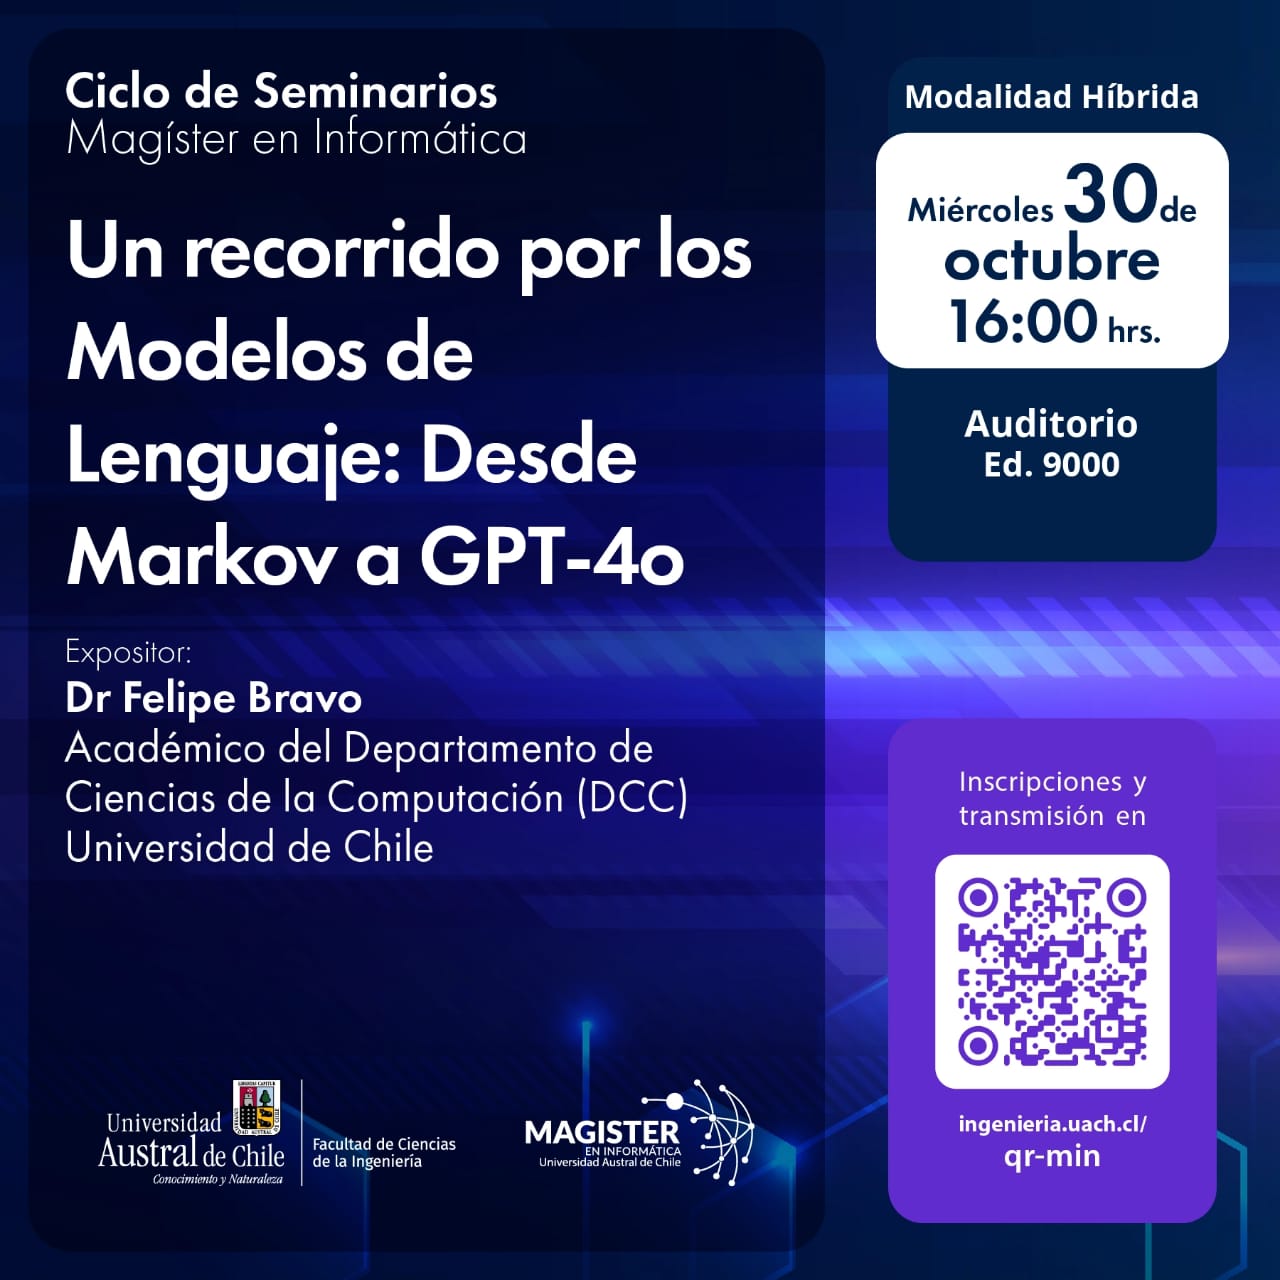 Ciclo de Seminarios
Magíster en Informática
Un recorrido por los
Modelos de
Lenguaje: Desde
Markov a GPT-4o
Expositor:
Dr Felipe Bravo
Académico del Departamento de
Ciencias de la Computación (DCC)
Universidad de Chile
Modalidad Híbrida
Miércoles 30 de
octubre
16:00 hrs.
Auditorio
Ed. 9000
Inscripciones y
transmisión en
ingenieria.uach.cl/
qr-min
Universidad
Austral de Chile
Conocimiento y Naturaleza
Facultad de Ciencias
de la Ingeniería
MAGISTER
EN INFORMÁTICA
Universidad Austral de Chile